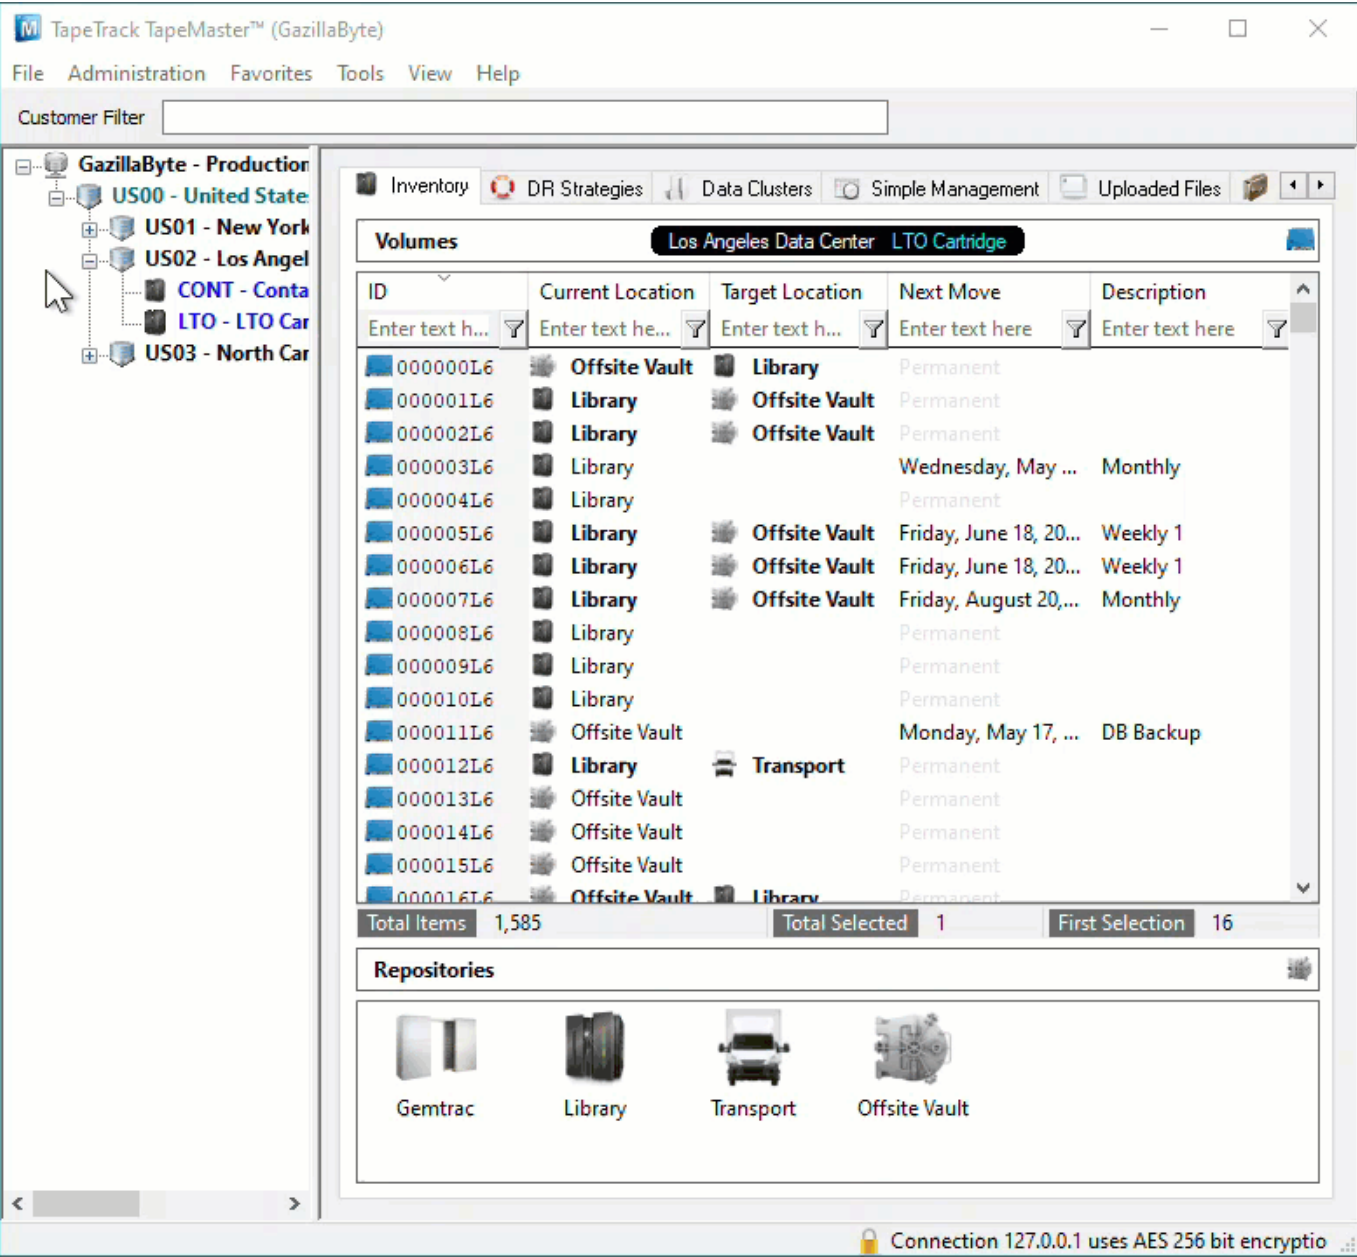 TapeTrack TapeMaster™ (GazillaByte)
File Administration Favorites Tools View Help
Customer Filter
GazillaByte - Production
US00 - United State
US01 - New York
US02 - Los Angel
CONT - Conta
LTO - LTO Car
US03 - North Car
Inventory DR Strategies Data Clusters Simple Management Uploaded Files
Volumes Los Angeles Data Center LTO Cartridge
ID Current Location Target Location Next Move Description
Enter text h... Enter text he... Enter text h... Enter text here Enter text here
000000L6 Offsite Vault Library Permanent
000001L6 Library Offsite Vault Permanent
000002L6 Library Offsite Vault Permanent
000003L6 Library Wednesday, May ... Monthly
000004L6 Library Permanent
000005L6 Library Offsite Vault Friday, June 18, 20... Weekly 1
000006L6 Library Offsite Vault Friday, June 18, 20... Weekly 1
000007L6 Library Offsite Vault Friday, August 20,... Monthly
000008L6 Library Permanent
000009L6 Library Permanent
000010L6 Library Permanent
000011L6 Offsite Vault Monday, May 17, ... DB Backup
000012L6 Library Transport Permanent
000013L6 Offsite Vault Permanent
000014L6 Offsite Vault Permanent
000015L6 Offsite Vault Permanent
000016L6 Offsite Vault Library Permanent
Total Items 1,585 Total Selected 1 First Selection 16
Repositories
Gemtrac Library Transport Offsite Vault
Connection 127.0.0.1 uses AES 256 bit encryptio